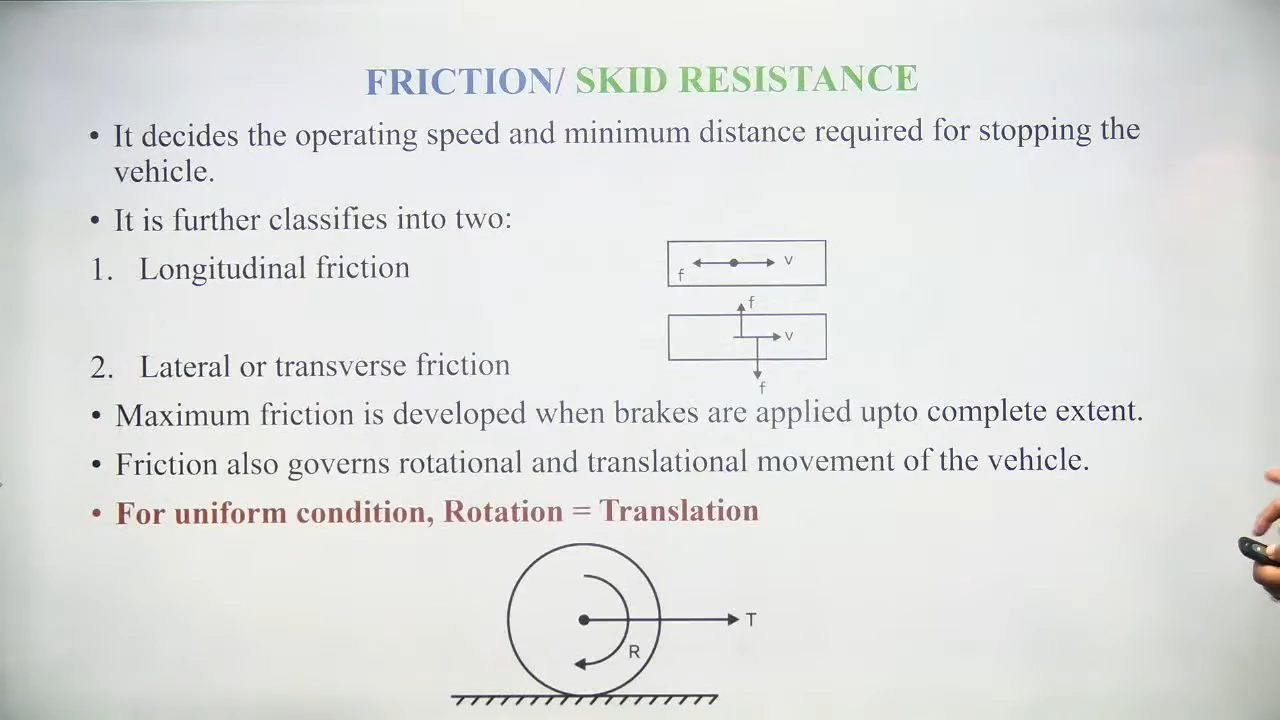 FRICTION/ SKID RESISTANCE
• It decides the operating speed and minimum distance required for stopping the
vehicle.
• It is further classifies into two:
1. Longitudinal friction
f v
f
v
2. Lateral or transverse friction
f
• Maximum friction is developed when brakes are applied upto complete extent.
• Friction also governs rotational and translational movement of the vehicle.
• For uniform condition, Rotation = Translation
T
R